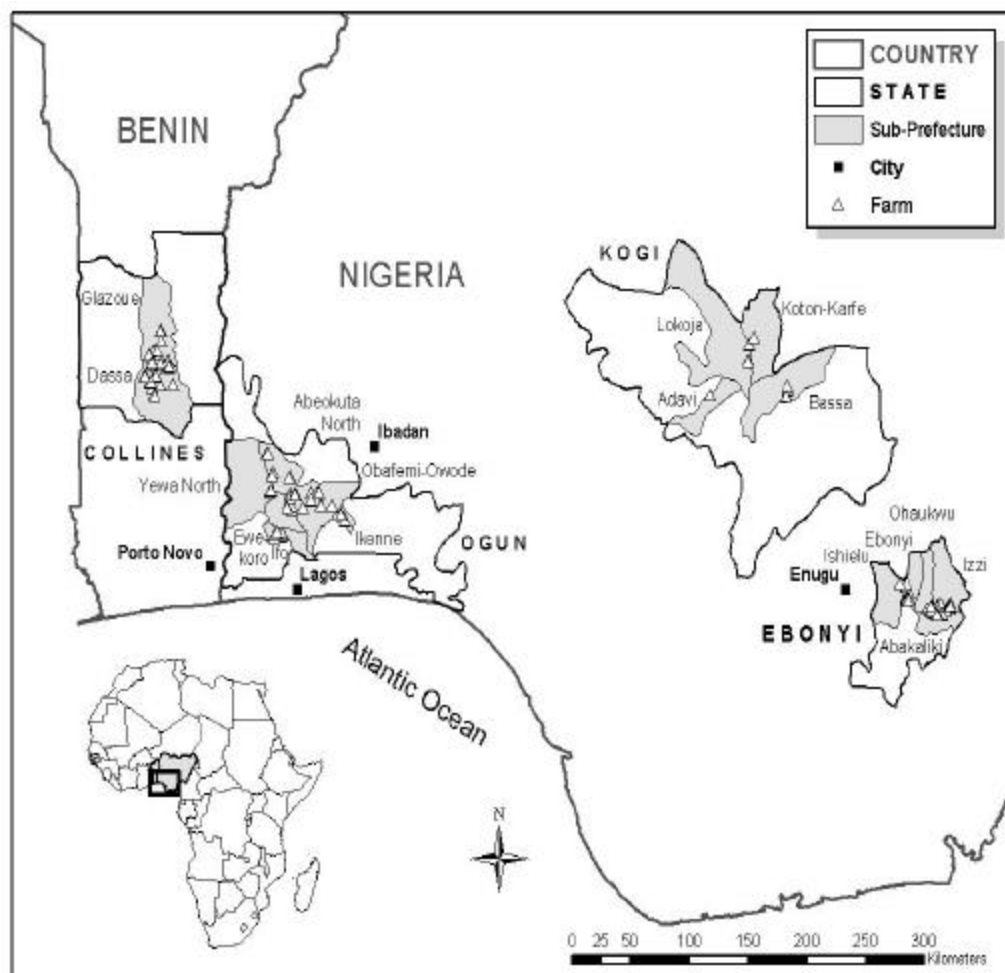 COUNTRY
STATE
Sub-Prefecture
City
Farm
BENIN
NIGERIA
KOGI
Glazoue
Lokoja
Koton-Karfe
Dassa
Adavi
Bassa
Abeokuta
North
Ibadan
COLLINES
Obafemi-Owode
Yewa North
Ewe-
koro
Ifo
Ikenne
OGUN
Porto Novo
Lagos
Ohaukwu
Ebonyi
Ishielu
Izzi
Enugu
EBONYI
Abakaliki
Atlantic Ocean
N
0 25 50 100 150 200 250 300
Kilometers